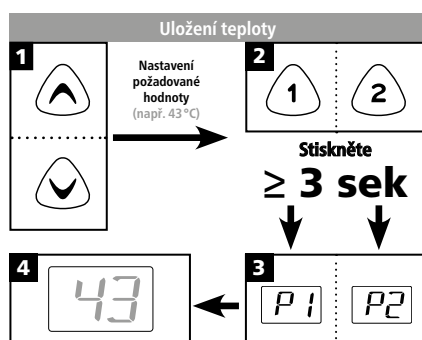 Uložení teploty
1
Nastavení
požadované
hodnoty
(např. 43 °C)
2
1
2
Stiskněte
≥ 3 sek
4
43
3
P1
P2